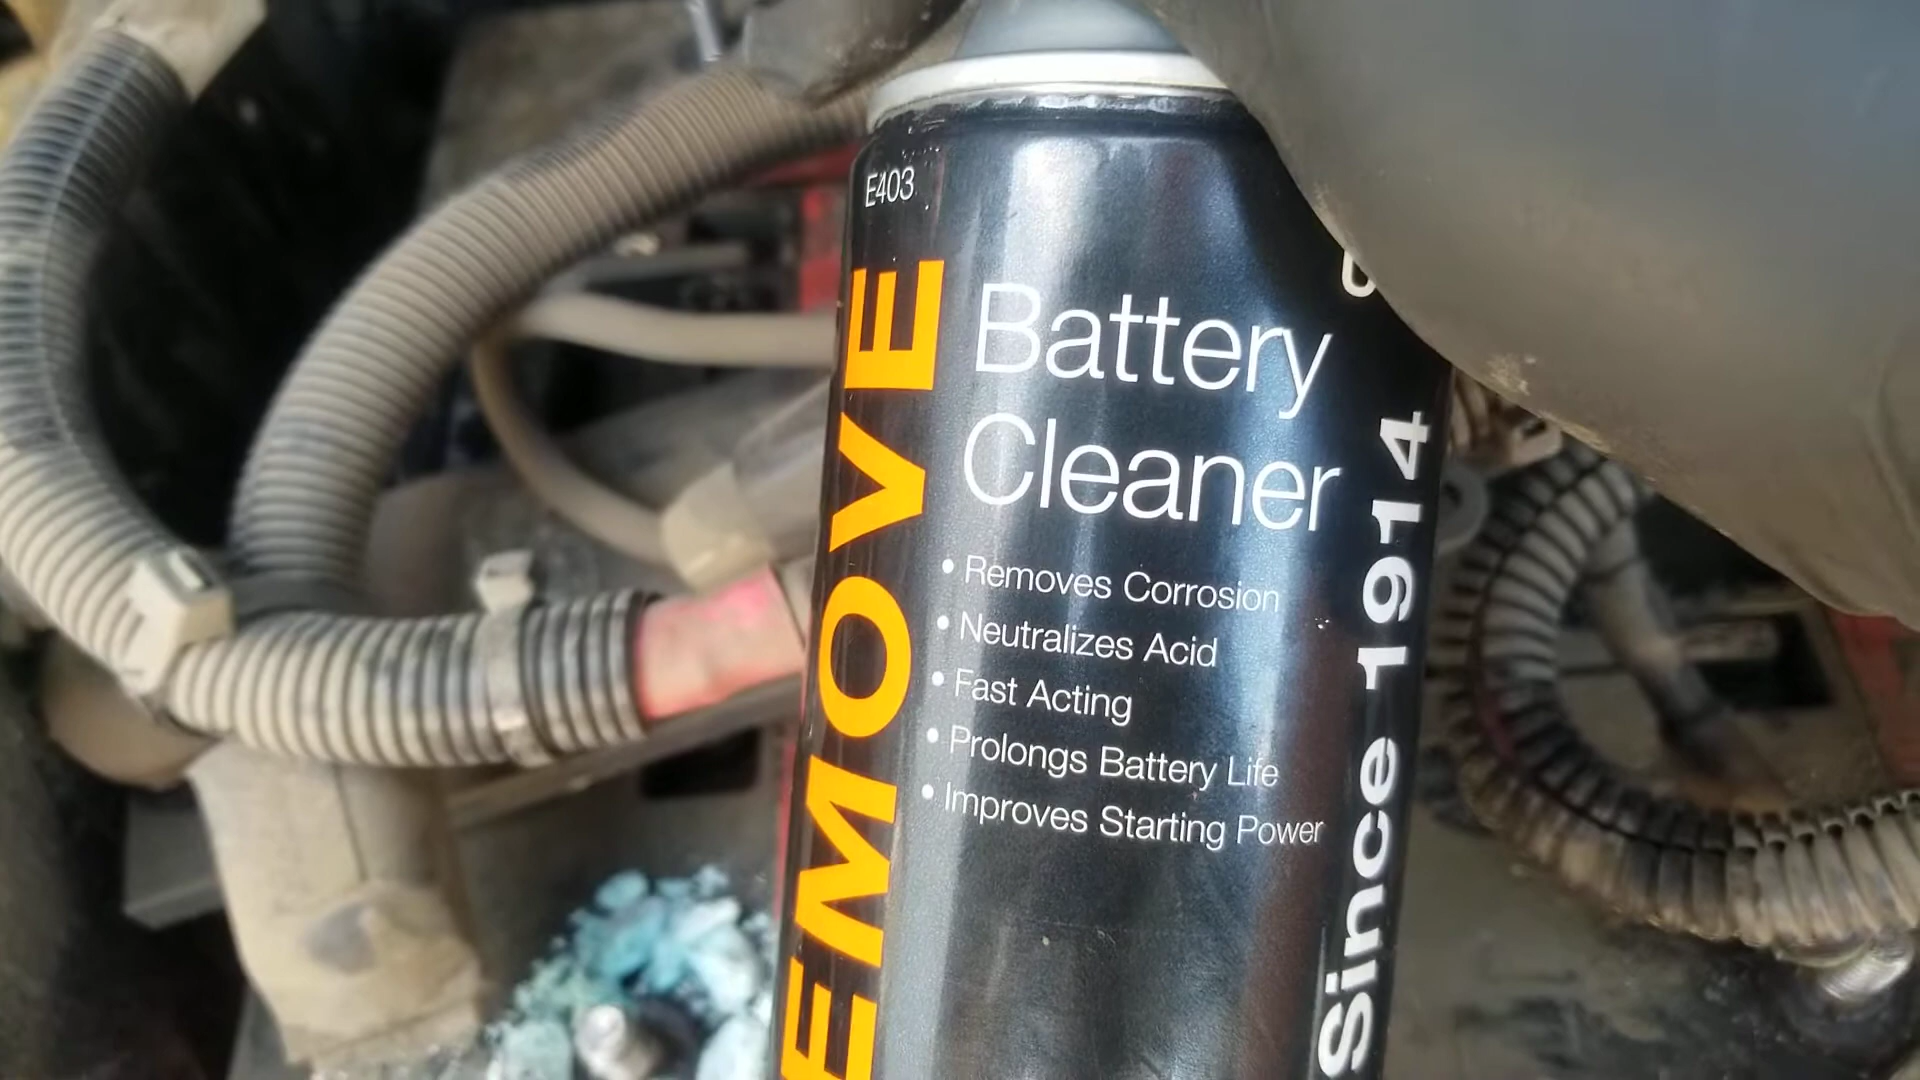 E403
EMOVE
Battery
Cleaner
• Removes Corrosion
• Neutralizes Acid
• Fast Acting
• Prolongs Battery Life
• Improves Starting Power
Since 1914